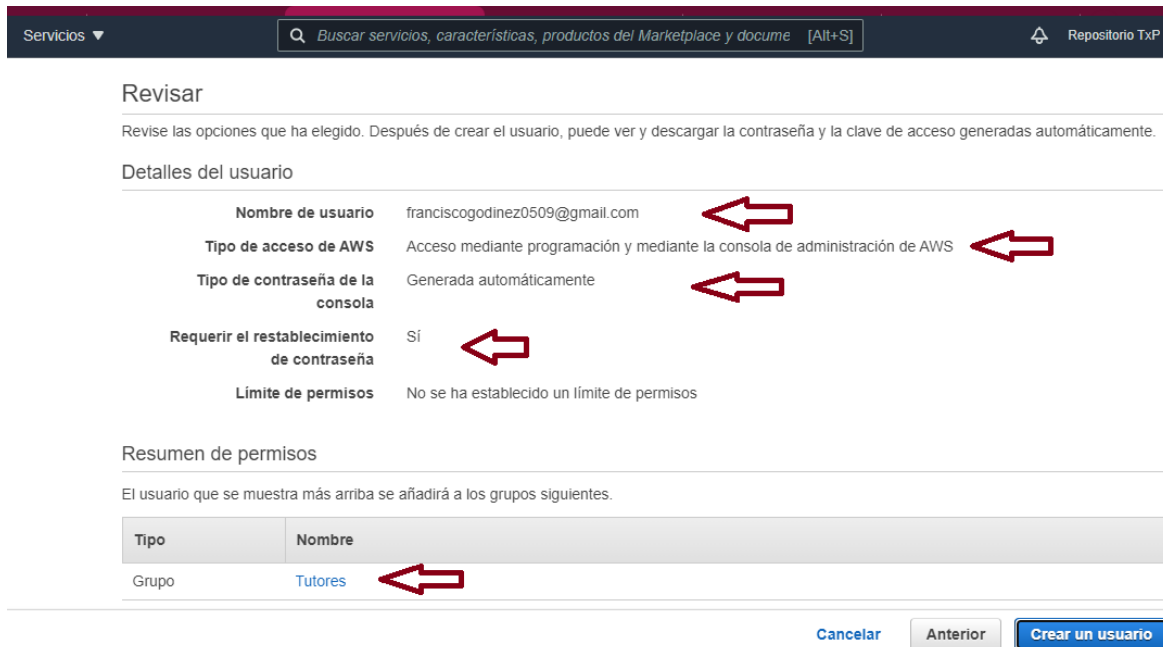 Servicios ▼ Buscar servicios, características, productos del Marketplace y docume [Alt+S] Repositorio TxP
Revisar
Revise las opciones que ha elegido. Después de crear el usuario, puede ver y descargar la contraseña y la clave de acceso generadas automáticamente.
Detalles del usuario
Nombre de usuario franciscogodinez0509@gmail.com
Tipo de acceso de AWS Acceso mediante programación y mediante la consola de administración de AWS
Tipo de contraseña de la Generada automáticamente
consola
Requerir el restablecimiento Sí
de contraseña
Límite de permisos No se ha establecido un límite de permisos
Resumen de permisos
El usuario que se muestra más arriba se añadirá a los grupos siguientes.
Tipo Nombre
Grupo Tutores
Cancelar Anterior Crear un usuario